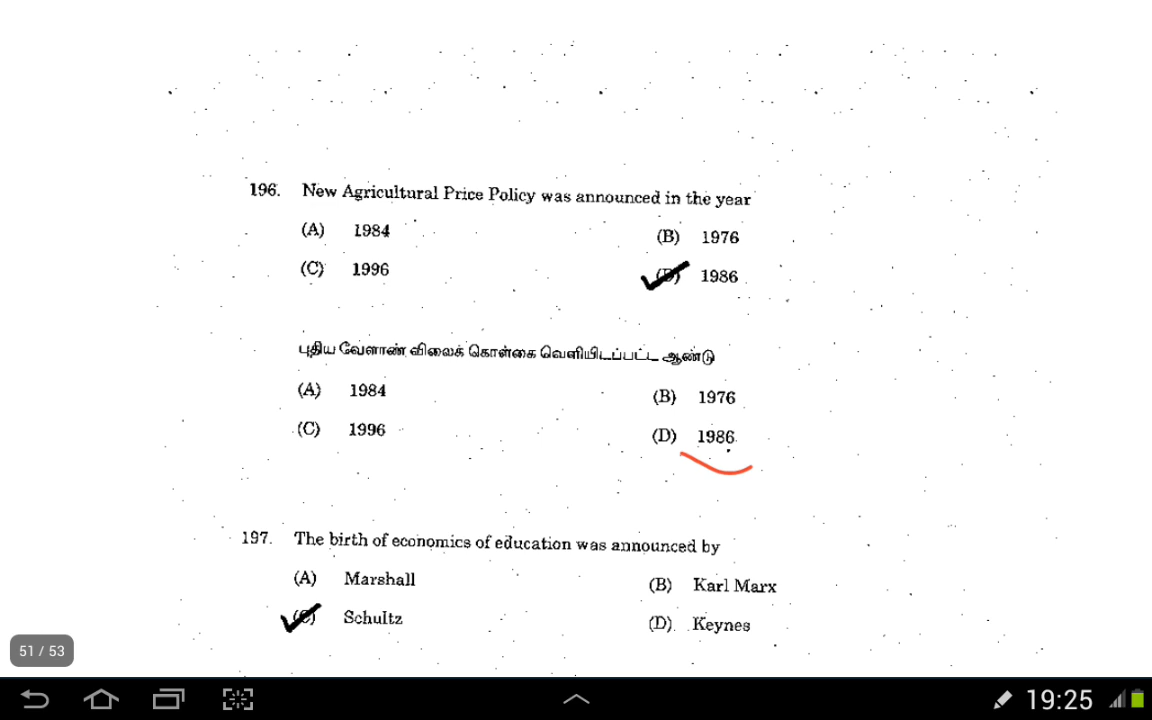 196. New Agricultural Price Policy was announced in the year
(A) 1984 (B) 1976
(C) 1996 (D) 1986
புதிய வேளாண் விலைக் கொள்கை வெளியிடப்பட்ட ஆண்டு
(A) 1984 (B) 1976
(C) 1996 (D) 1986
197. The birth of economics of education was announced by
(A) Marshall (B) Karl Marx
(C) Schultz (D) Keynes
51 / 53
19:25